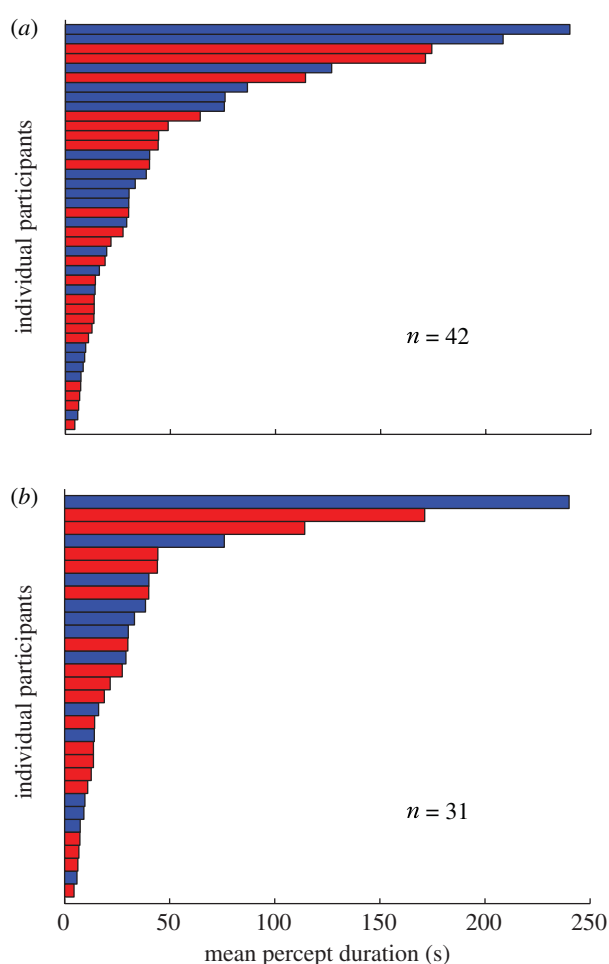 (a)
individual participants
n = 42
(b)
individual participants
n = 31
0 50 100 150 200 250
mean percept duration (s)